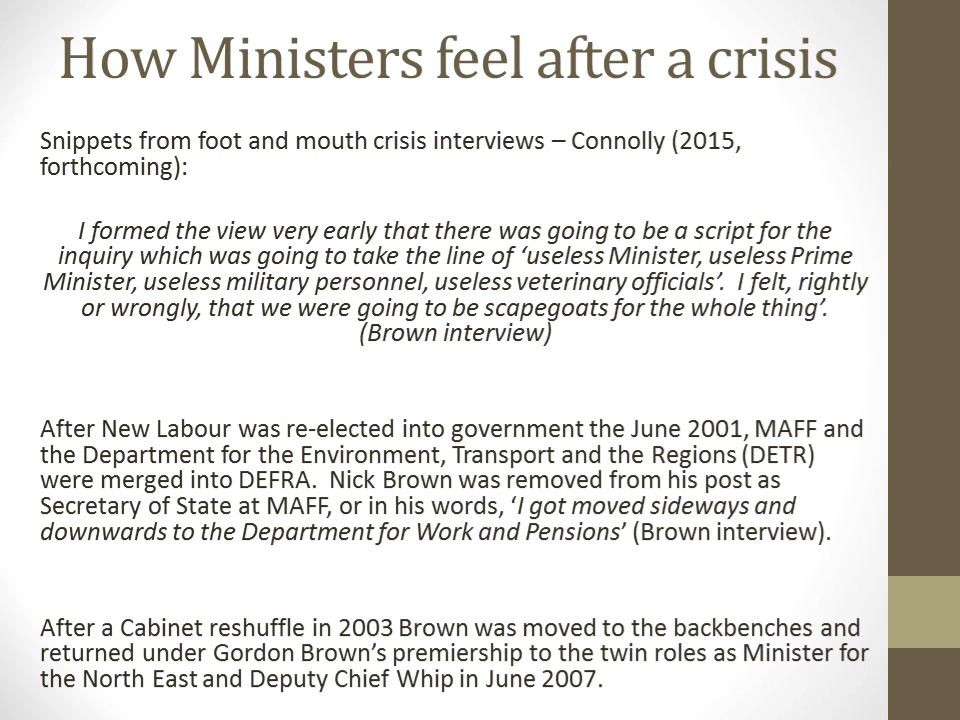 How Ministers feel after a crisis
Snippets from foot and mouth crisis interviews – Connolly (2015,
forthcoming):
I formed the view very early that there was going to be a script for the
inquiry which was going to take the line of ‘useless Minister, useless Prime
Minister, useless military personnel, useless veterinary officials’.  I felt, rightly
or wrongly, that we were going to be scapegoats for the whole thing’.
(Brown interview)
After New Labour was re-elected into government the June 2001, MAFF and
the Department for the Environment, Transport and the Regions (DETR)
were merged into DEFRA.  Nick Brown was removed from his post as
Secretary of State at MAFF, or in his words, ‘I got moved sideways and
downwards to the Department for Work and Pensions’ (Brown interview).
After a Cabinet reshuffle in 2003 Brown was moved to the backbenches and
returned under Gordon Brown’s premiership to the twin roles as Minister for
the North East and Deputy Chief Whip in June 2007.